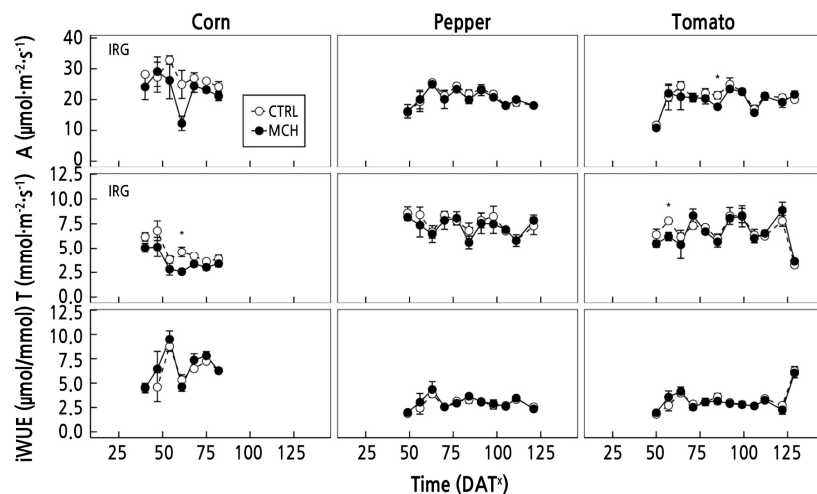 Corn Pepper Tomato
A (μmol·m⁻²·s⁻¹)
40
30
20
10
0
IRG
CTRL
MCH
*
T (mmol·m⁻²·s⁻¹)
12.5
10.0
7.5
5.0
2.5
0.0
IRG
*
*
iWUE (μmol/mmol)
12.5
10.0
7.5
5.0
2.5
0.0
25 50 75 100 125 25 50 75 100 125 25 50 75 100 125
Time (DATˣ)